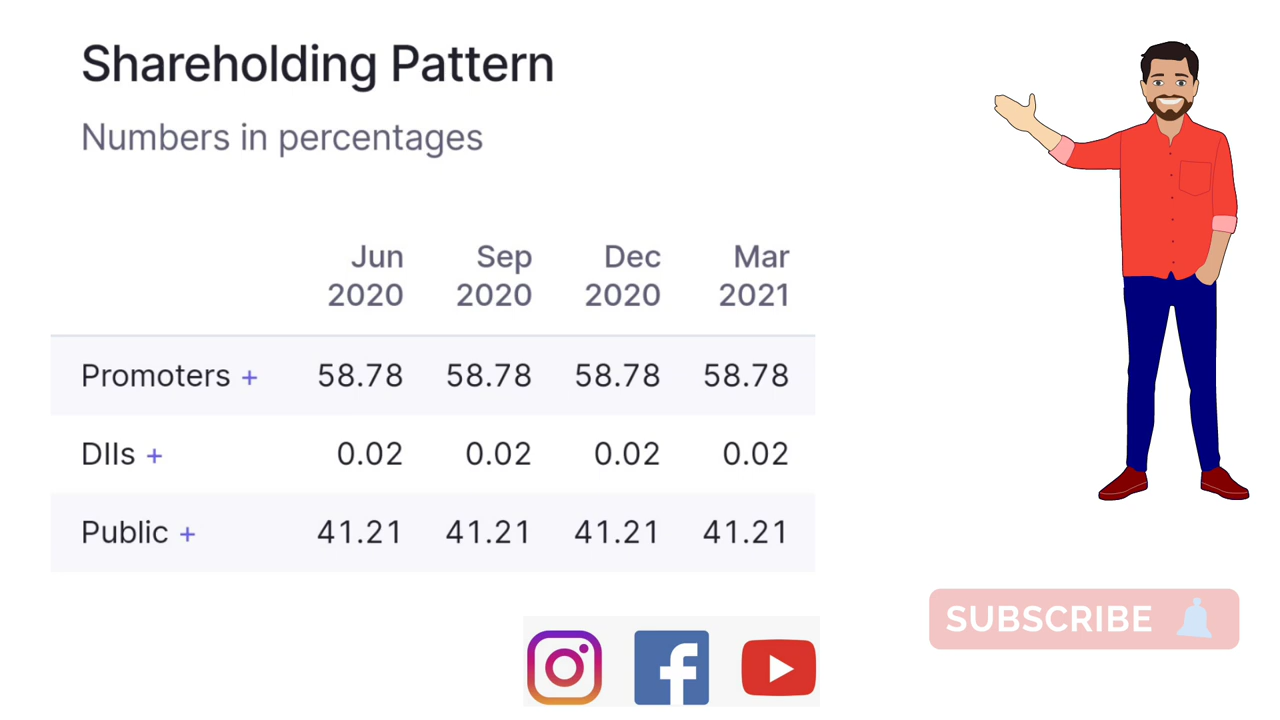 Shareholding Pattern
Numbers in percentages
Jun Sep Dec Mar
2020 2020 2020 2021
Promoters + 58.78 58.78 58.78 58.78
DIIs + 0.02 0.02 0.02 0.02
Public + 41.21 41.21 41.21 41.21
SUBSCRIBE